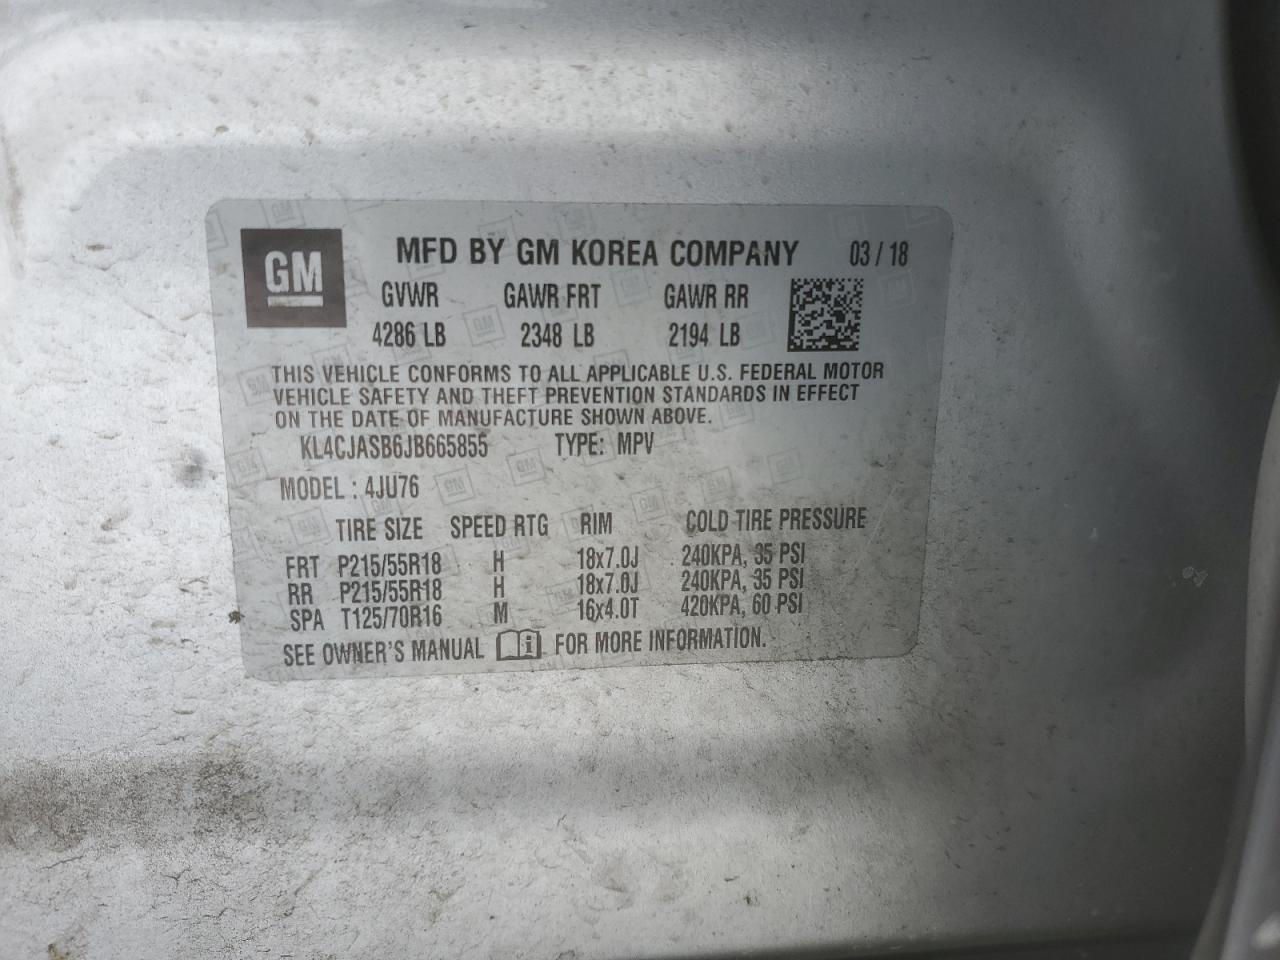 GM
MFD BY GM KOREA COMPANY 03 / 18
GVWR GAWR FRT GAWR RR
4286 LB 2348 LB 2194 LB
THIS VEHICLE CONFORMS TO ALL APPLICABLE U.S. FEDERAL MOTOR
VEHICLE SAFETY AND THEFT PREVENTION STANDARDS IN EFFECT
ON THE DATE OF MANUFACTURE SHOWN ABOVE.
KL4CJASB6JB665855 TYPE: MPV
MODEL : 4JU76
TIRE SIZE SPEED RTG RIM COLD TIRE PRESSURE
FRT P215/55R18 H 18x7.0J 240KPA, 35 PSI
RR P215/55R18 H 18x7.0J 240KPA, 35 PSI
SPA T125/70R16 M 16x4.0T 420KPA, 60 PSI
SEE OWNER'S MANUAL i FOR MORE INFORMATION.